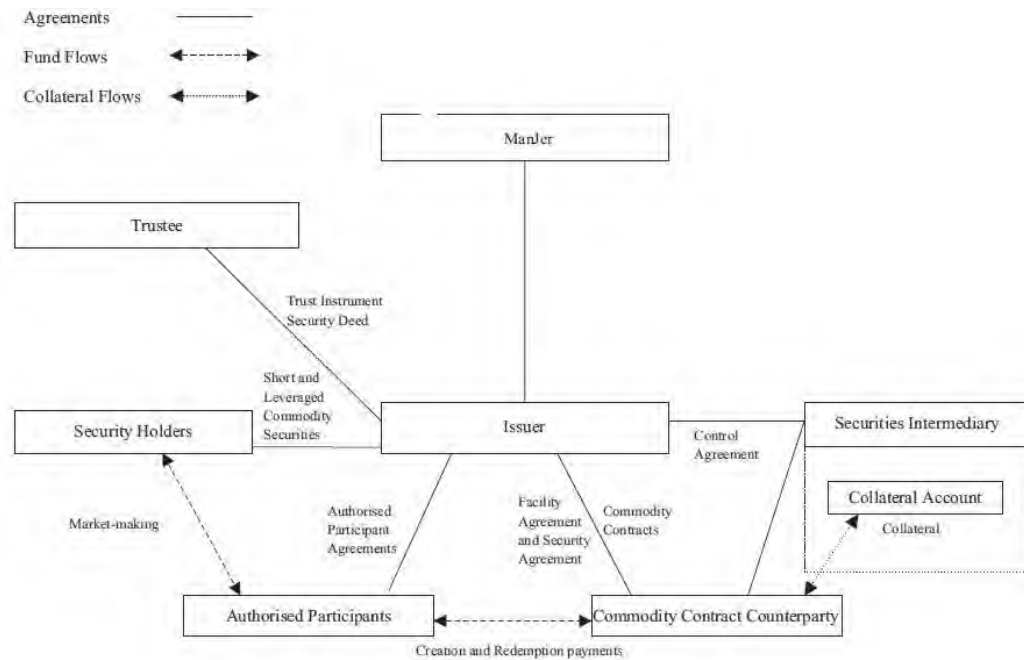 Agreements
Fund Flows
Collateral Flows
ManJer
Trustee
Trust Instrument
Security Deed
Short and
Leveraged
Commodity
Securities
Security Holders
Issuer
Securities Intermediary
Control
Agreement
Collateral Account
Collateral
Market-making
Authorised
Participant
Agreements
Facility
Agreement
and Security
Agreement
Commodity
Contracts
Authorised Participants
Commodity Contract Counterparty
Creation and Redemption payments